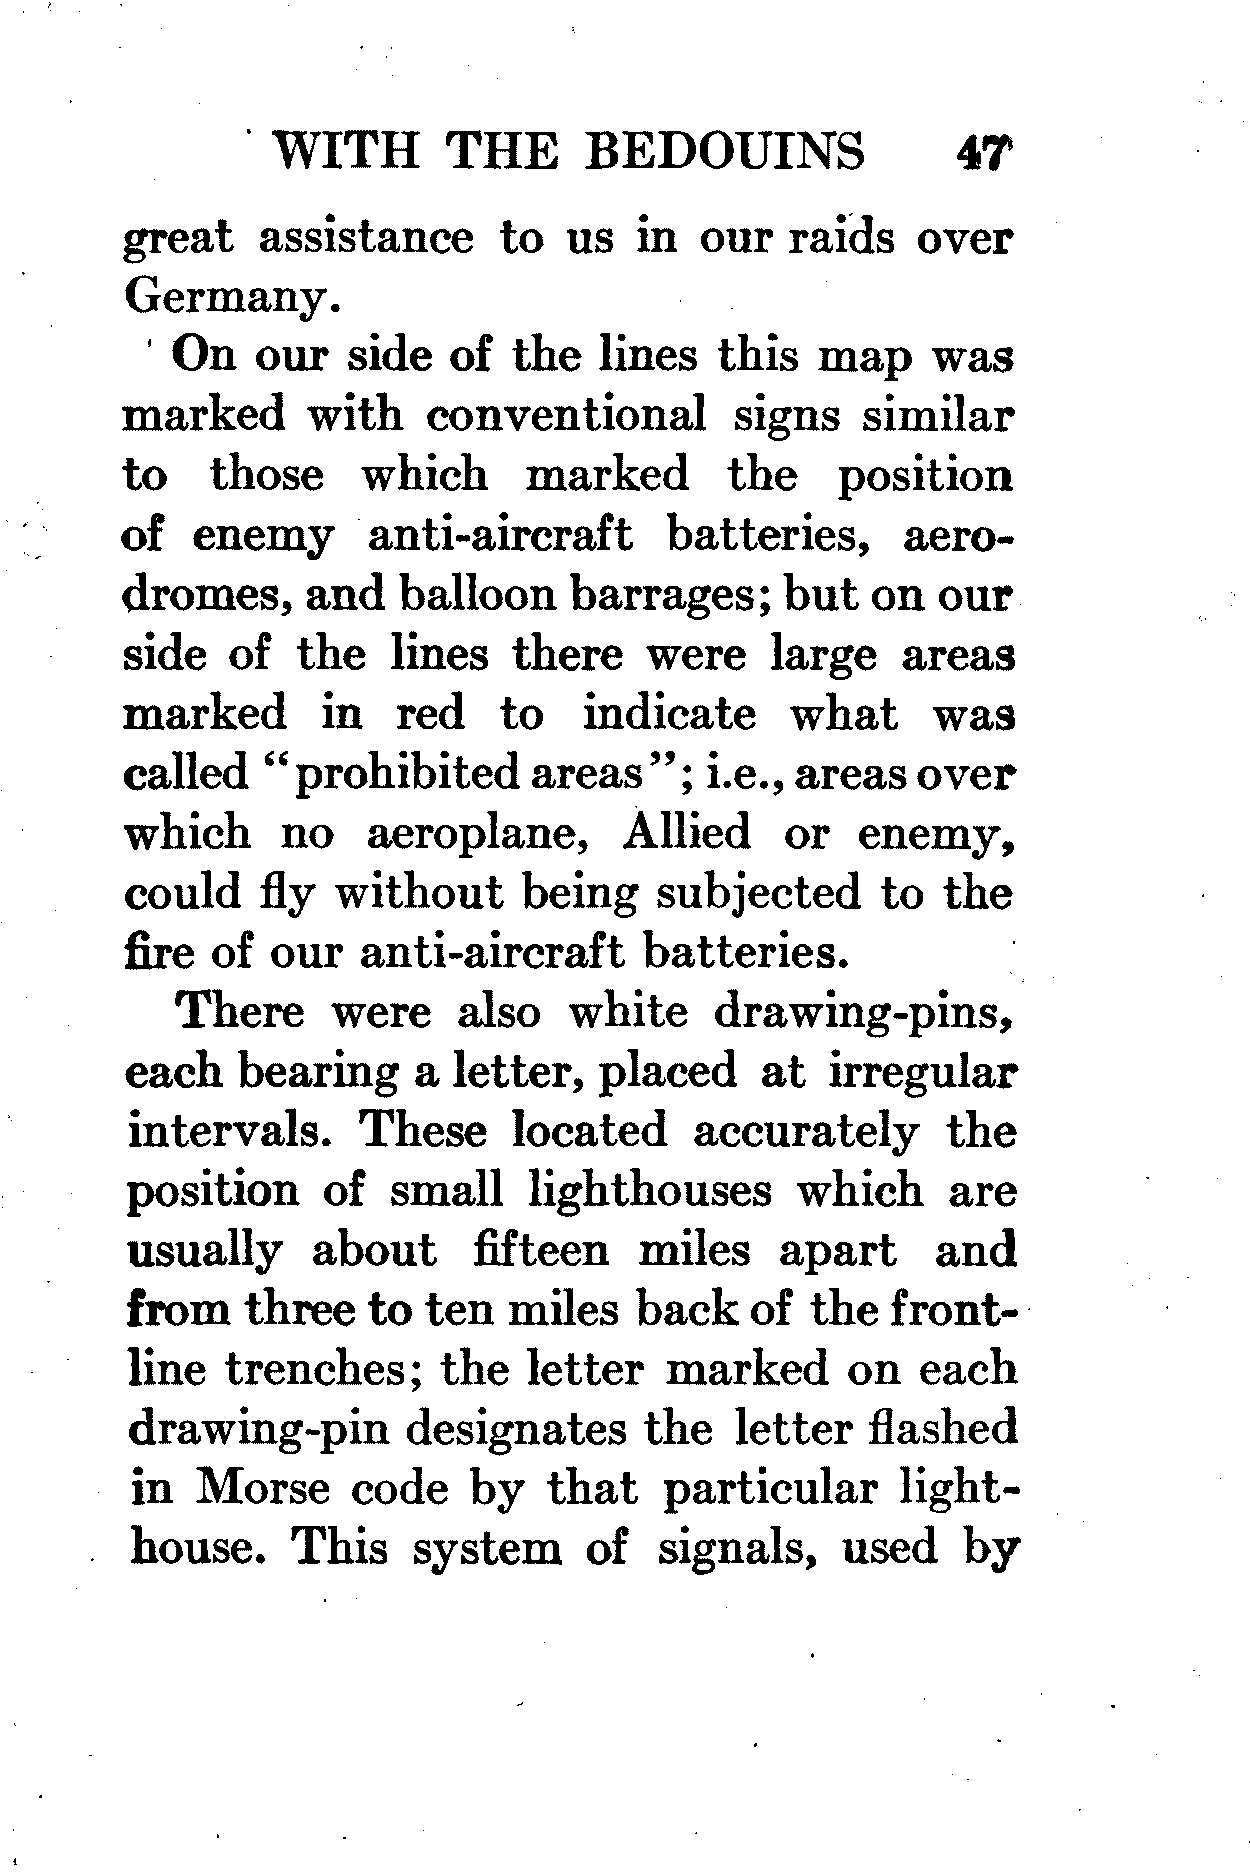 WITH THE BEDOUINS 47
great assistance to us in our raids over
Germany.
On our side of the lines this map was
marked with conventional signs similar
to those which marked the position
of enemy anti-aircraft batteries, aero-
dromes, and balloon barrages; but on our
side of the lines there were large areas
marked in red to indicate what was
called “prohibited areas”; i.e., areas over
which no aeroplane, Allied or enemy,
could fly without being subjected to the
fire of our anti-aircraft batteries.
There were also white drawing-pins,
each bearing a letter, placed at irregular
intervals. These located accurately the
position of small lighthouses which are
usually about fifteen miles apart and
from three to ten miles back of the front-
line trenches; the letter marked on each
drawing-pin designates the letter flashed
in Morse code by that particular light-
house. This system of signals, used by